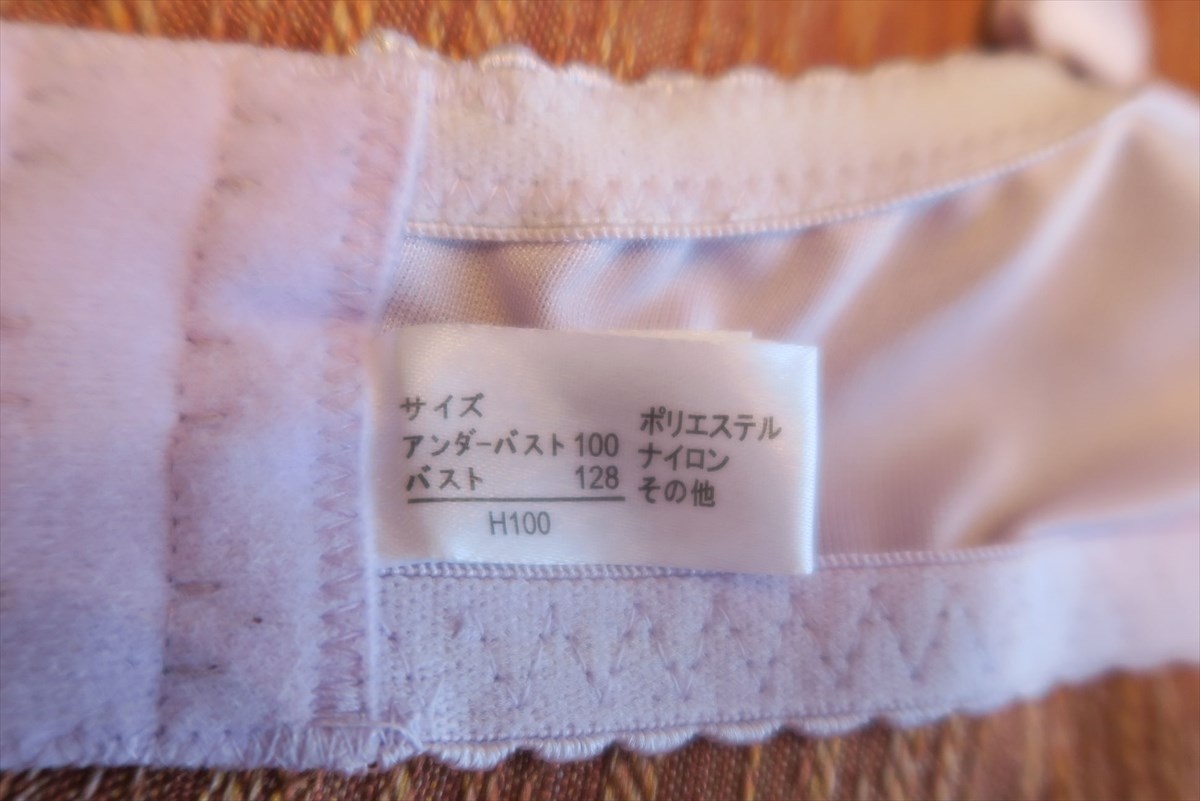 サイズ
アンダーバスト 100
バスト 128
H100
ポリエステル
ナイロン
その他